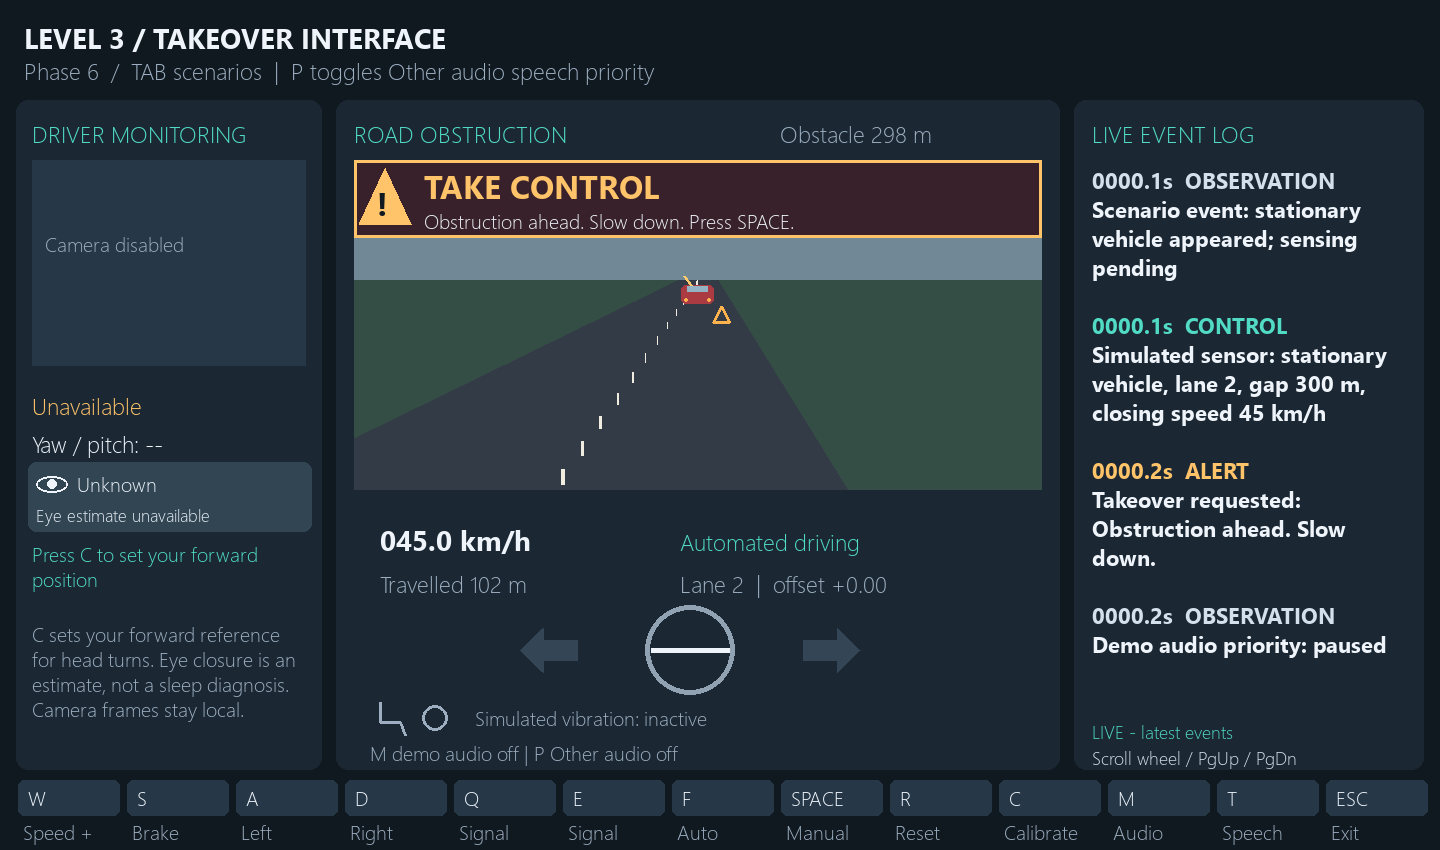 LEVEL 3 / TAKEOVER INTERFACE
Phase 6 / TAB scenarios | P toggles Other audio speech priority
DRIVER MONITORING
Camera disabled
Unavailable
Yaw / pitch: --
Unknown
Eye estimate unavailable
Press C to set your forward
position
C sets your forward reference
for head turns. Eye closure is an
estimate, not a sleep diagnosis.
Camera frames stay local.
ROAD OBSTRUCTION
Obstacle 298 m
!
TAKE CONTROL
Obstruction ahead. Slow down. Press SPACE.
045.0 km/h
Automated driving
Travelled 102 m
Lane 2 | offset +0.00
Simulated vibration: inactive
M demo audio off | P Other audio off
LIVE EVENT LOG
0000.1s OBSERVATION
Scenario event: stationary
vehicle appeared; sensing
pending
0000.1s CONTROL
Simulated sensor: stationary
vehicle, lane 2, gap 300 m,
closing speed 45 km/h
0000.2s ALERT
Takeover requested:
Obstruction ahead. Slow
down.
0000.2s OBSERVATION
Demo audio priority: paused
LIVE - latest events
Scroll wheel / PgUp / PgDn
W S A D Q E F SPACE R C M T ESC
Speed + Brake Left Right Signal Signal Auto Manual Reset Calibrate Audio Speech Exit